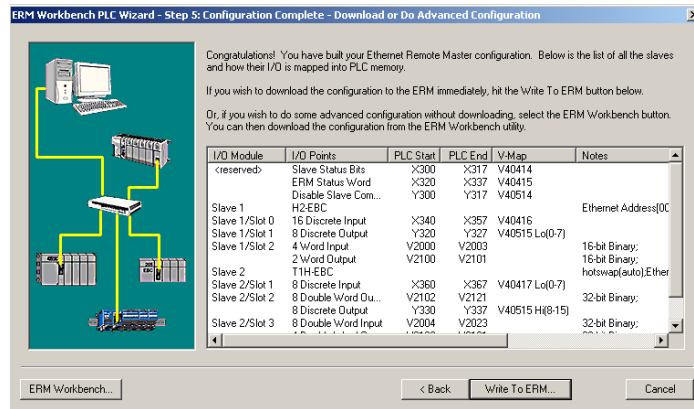 ERM Workbench PLC Wizard - Step 5: Configuration Complete - Download or Do Advanced Configuration
Congratulations! You have built your Ethernet Remote Master configuration. Below is the list of all the slaves
and how their I/O is mapped into PLC memory.
If you wish to download the configuration to the ERM immediately, hit the Write To ERM button below.
Or, if you wish to do some advanced configuration without downloading, select the ERM Workbench button.
You can then download the configuration from the ERM Workbench utility.
I/O Module I/O Points PLC Start PLC End V-Map Notes
<reserved> Slave Status Bits X300 X317 V40414
ERM Status Word X320 X337 V40415
Disable Slave Com... Y300 Y317 V40514
Slave 1 H2-EBC Ethernet Address[00
Slave 1/Slot 0 16 Discrete Input X340 X357 V40416
Slave 1/Slot 1 8 Discrete Output Y320 Y327 V40515 Lo(0-7)
Slave 1/Slot 2 4 Word Input V2000 V2003 16-bit Binary;
2 Word Output V2100 V2101 16-bit Binary;
Slave 2 T1H-EBC hotswap(auto);Ether
Slave 2/Slot 1 8 Discrete Input X360 X367 V40417 Lo(0-7)
Slave 2/Slot 2 8 Double Word Ou... V2102 V2121 32-bit Binary;
8 Discrete Output Y330 Y337 V40515 Hi(8-15)
Slave 2/Slot 3 8 Double Word Input V2004 V2023 32-bit Binary;
ERM Workbench... < Back Write To ERM... Cancel